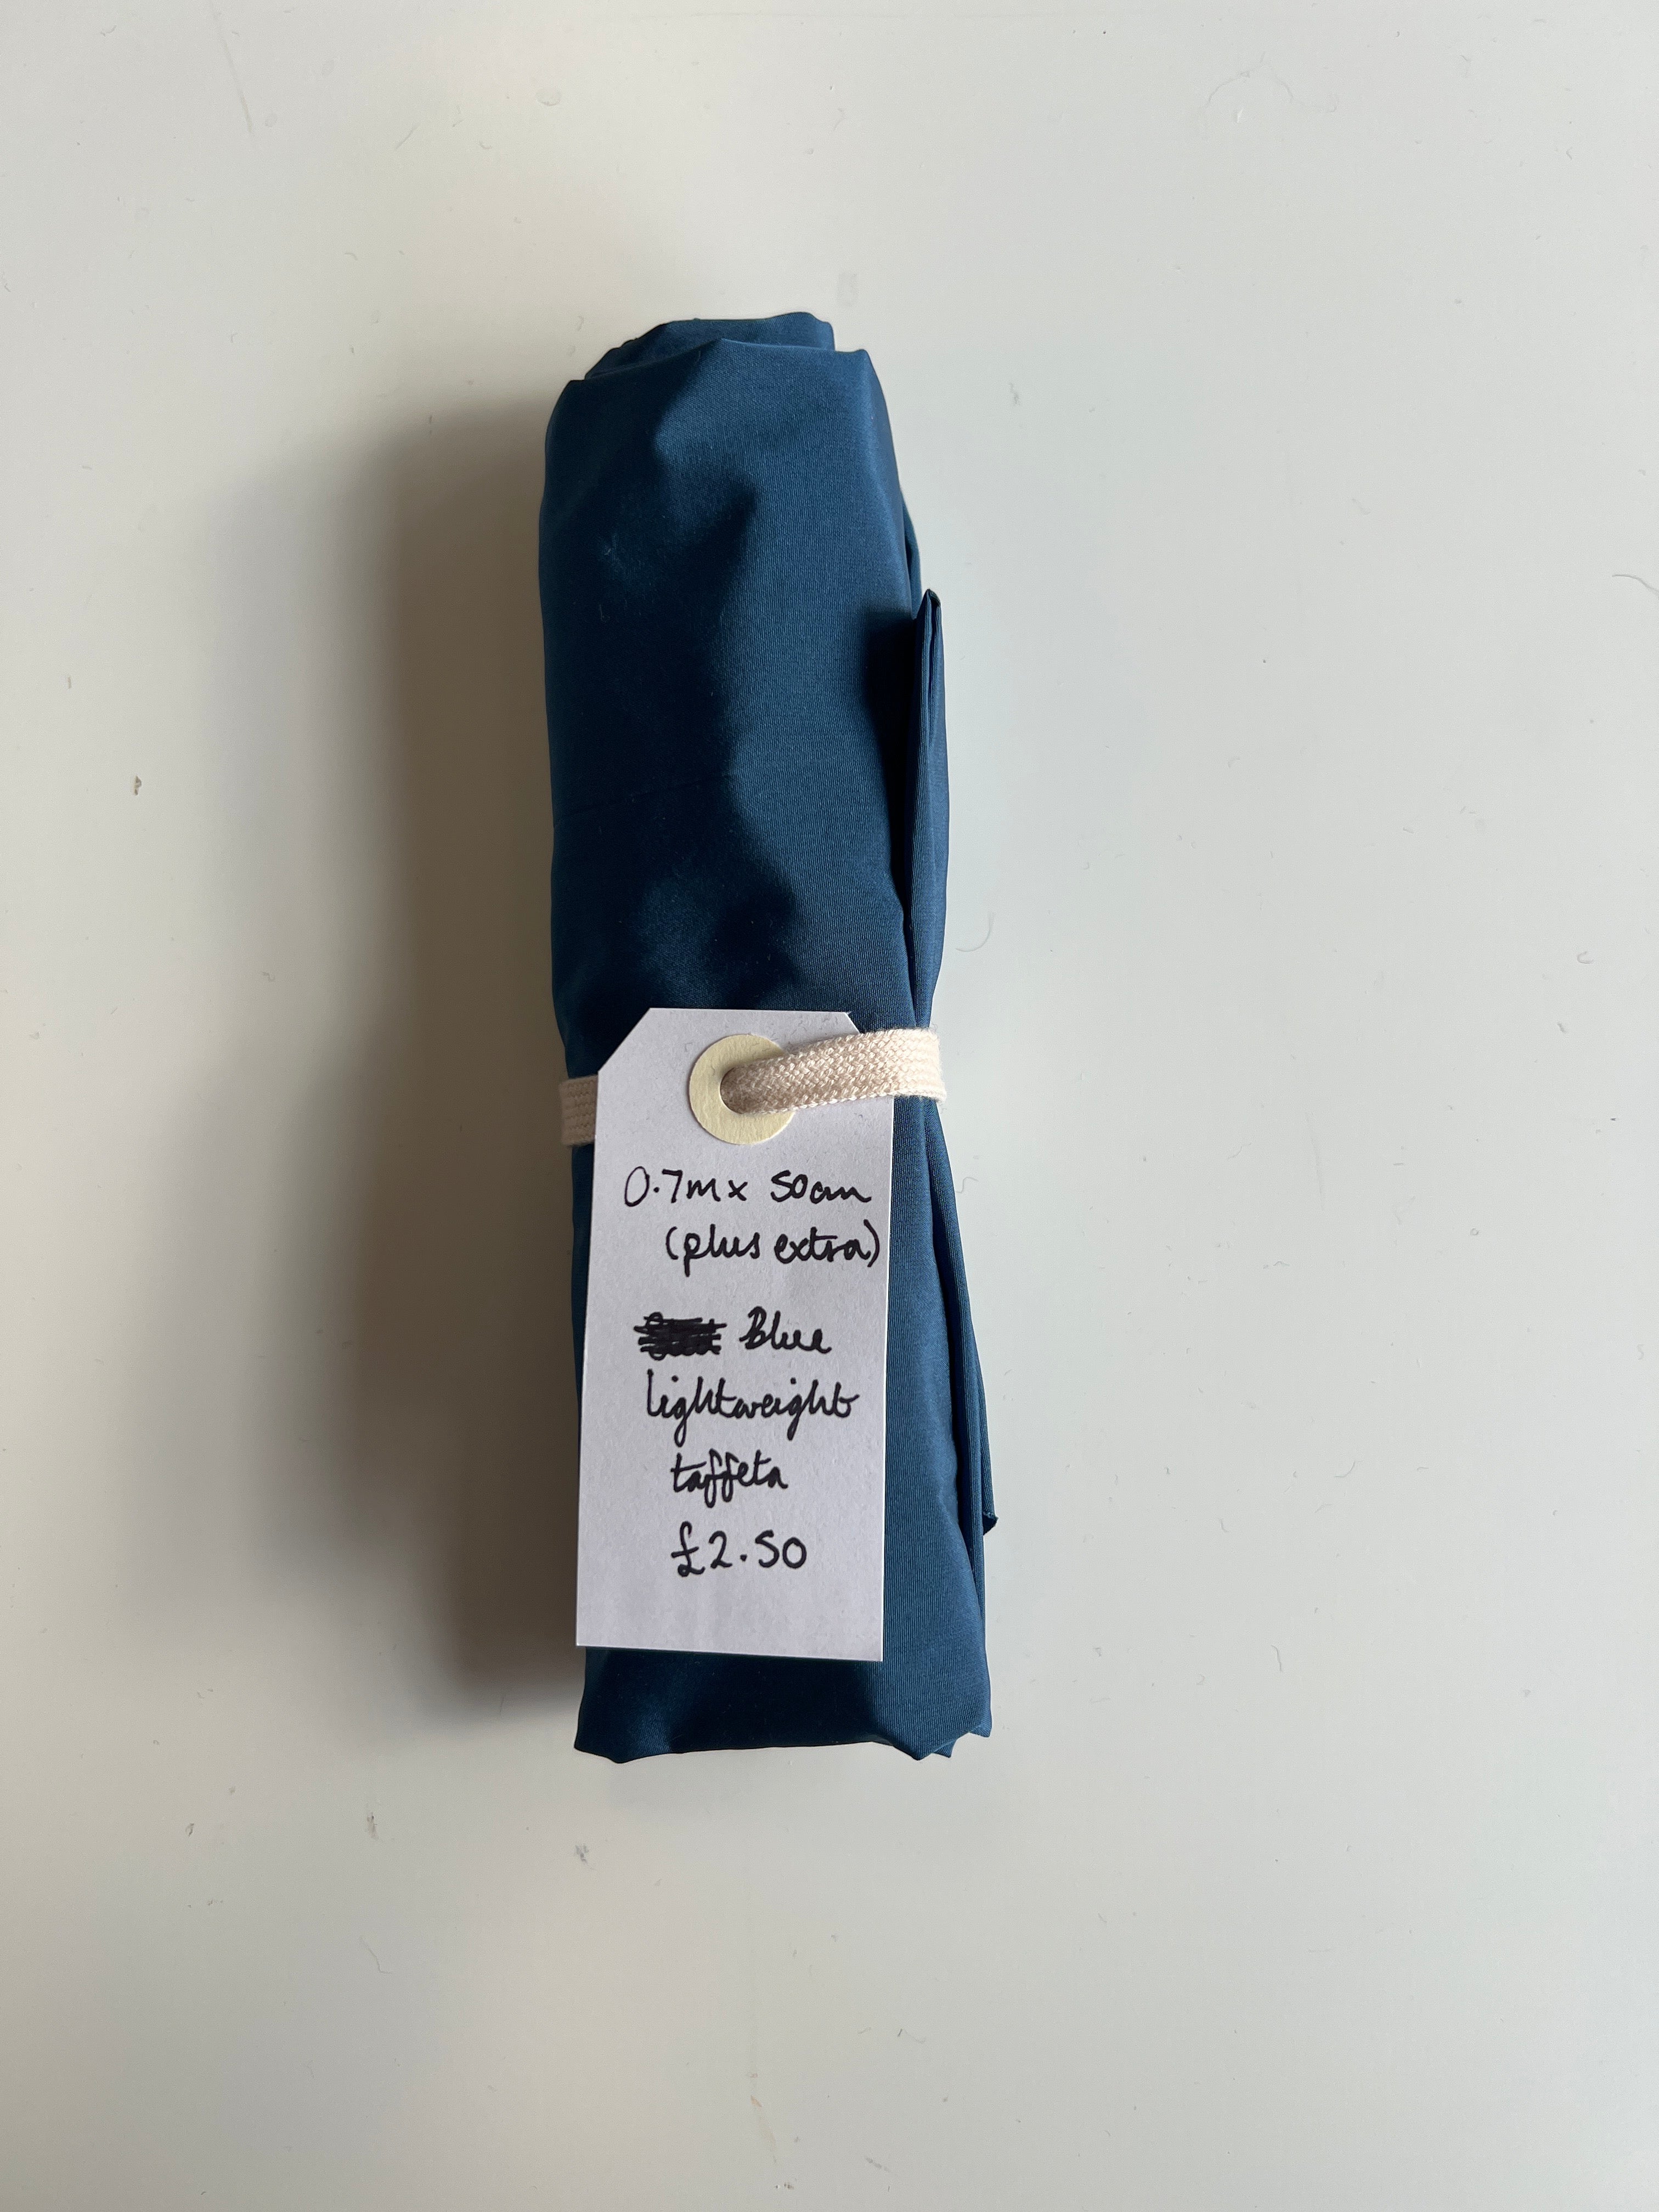 0.7m x 50cm
(plus extra)
Blue
lightweight
taffeta
£2.50